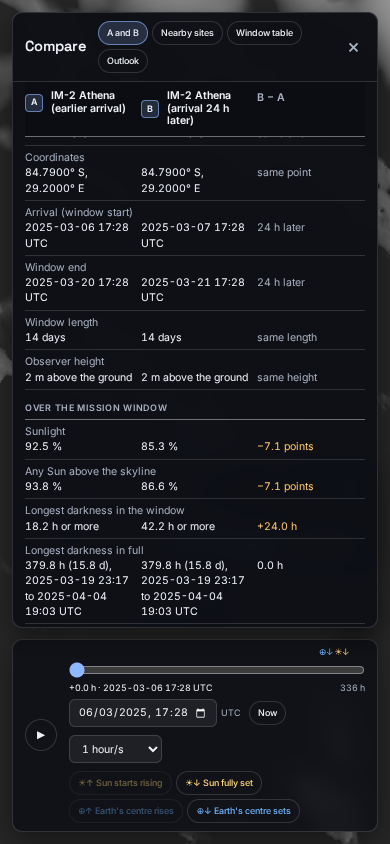 Compare
A and B
Nearby sites
Window table
Outlook
×
A
IM-2 Athena
(earlier arrival)
B
IM-2 Athena
(arrival 24 h
later)
B − A
Coordinates
84.7900° S,
29.2000° E
84.7900° S,
29.2000° E
same point
Arrival (window start)
2025-03-06 17:28
UTC
2025-03-07 17:28
UTC
24 h later
Window end
2025-03-20 17:28
UTC
2025-03-21 17:28
UTC
24 h later
Window length
14 days
14 days
same length
Observer height
2 m above the ground
2 m above the ground
same height
OVER THE MISSION WINDOW
Sunlight
92.5 %
85.3 %
−7.1 points
Any Sun above the skyline
93.8 %
86.6 %
−7.1 points
Longest darkness in the window
18.2 h or more
42.2 h or more
+24.0 h
Longest darkness in full
379.8 h (15.8 d),
2025-03-19 23:17
to 2025-04-04
19:03 UTC
379.8 h (15.8 d),
2025-03-19 23:17
to 2025-04-04
19:03 UTC
0.0 h
⊕↓ ☀↓
+0.0 h · 2025-03-06 17:28 UTC
336 h
06/03/2025, 17:28
UTC
Now
1 hour/s
☀↑ Sun starts rising
☀↓ Sun fully set
⊕↑ Earth's centre rises
⊕↓ Earth's centre sets